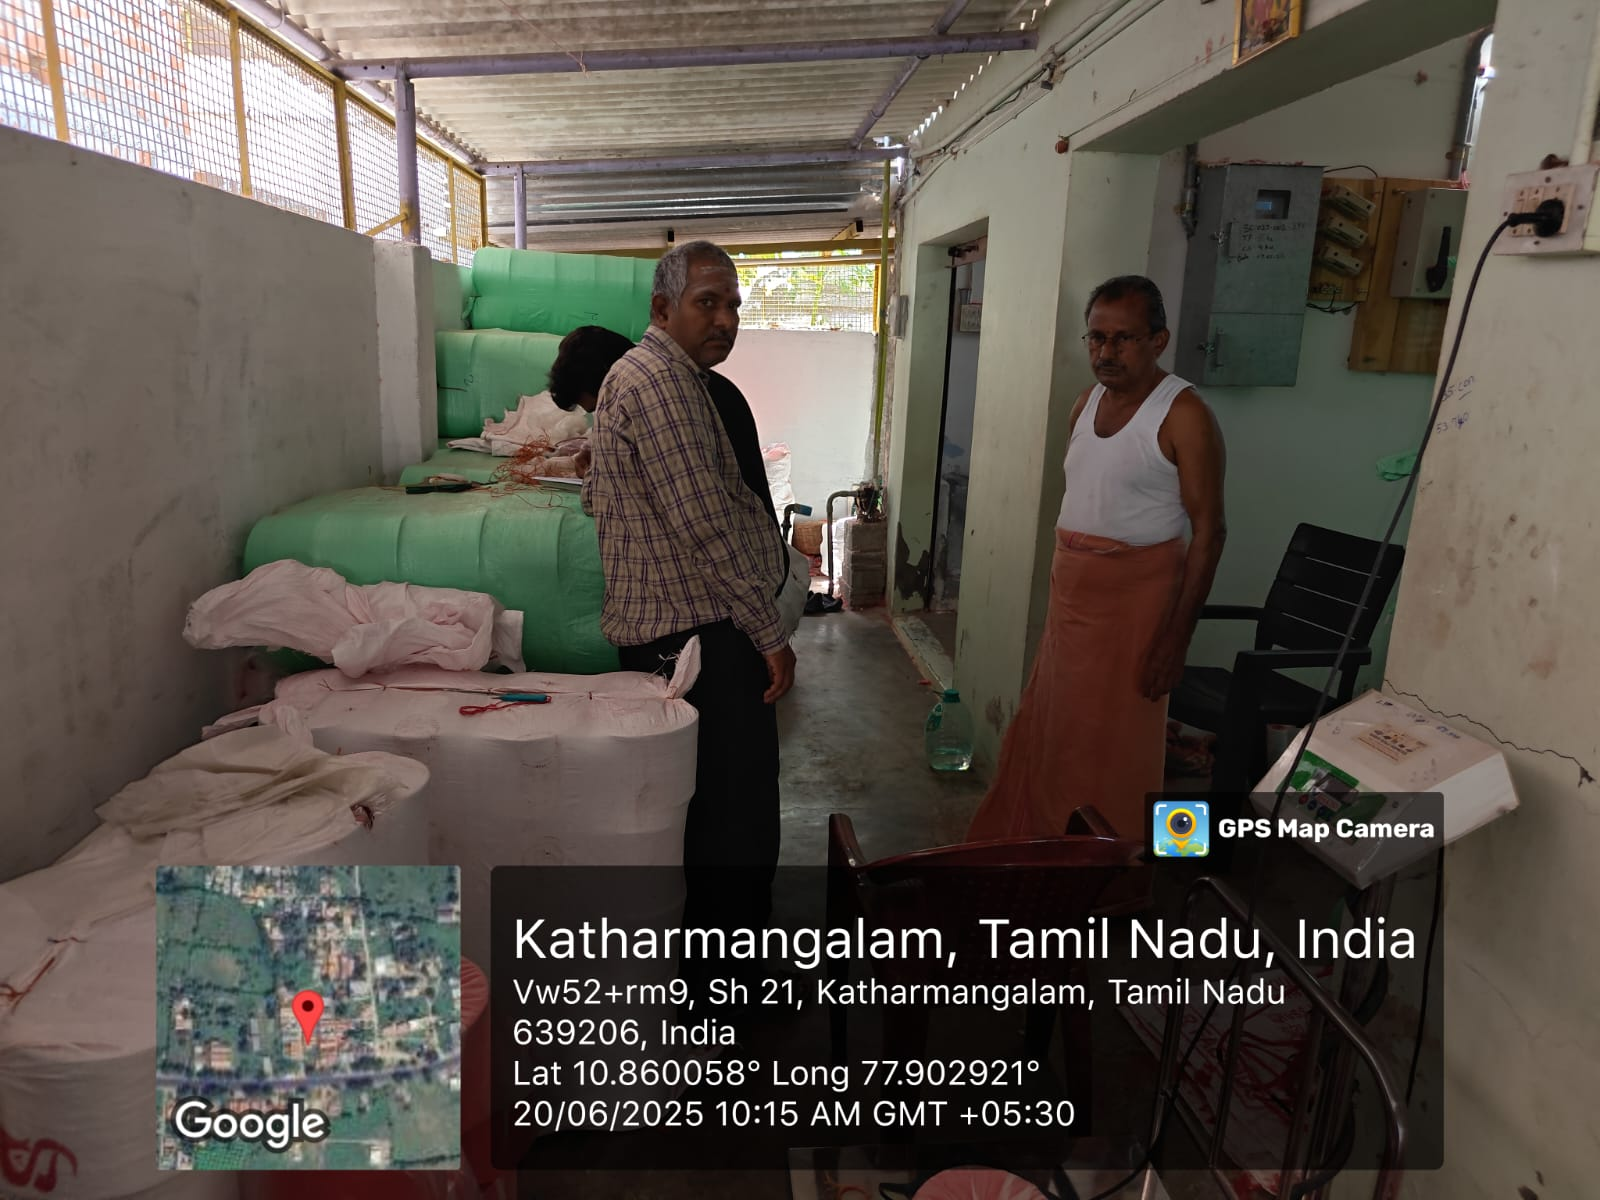 GPS Map Camera
Katharmangalam, Tamil Nadu, India
Vw52+rm9, Sh 21, Katharmangalam, Tamil Nadu
639206, India
Lat 10.860058° Long 77.902921°
20/06/2025 10:15 AM GMT +05:30
Google